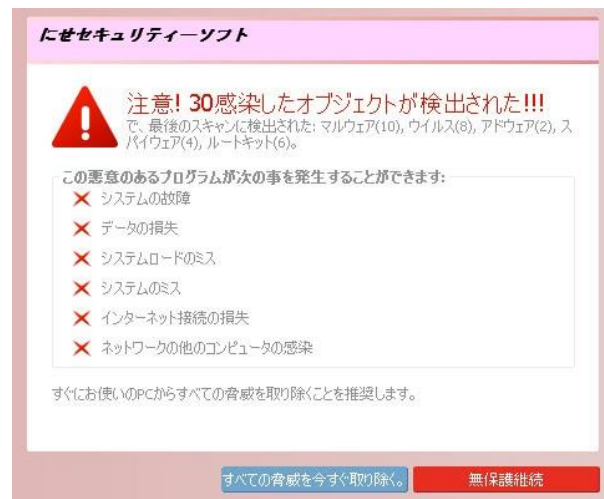 にせセキュリティーソフト
注意! 30感染したオブジェクトが検出された!!!
で、最後のスキャンに検出された: マルウェア(10), ウイルス(8), アドウェア(2), ス
パイウェア(4), ルートキット(6)。
この悪意のあるプログラムが次の事を発生することができます:
システムの故障
データの損失
システムロードのミス
システムのミス
インターネット接続の損失
ネットワークの他のコンピュータの感染
すぐにお使いのPCからすべての脅威を取り除くことを推奨します。
すべての脅威を今すぐ取り除く。
無保護継続